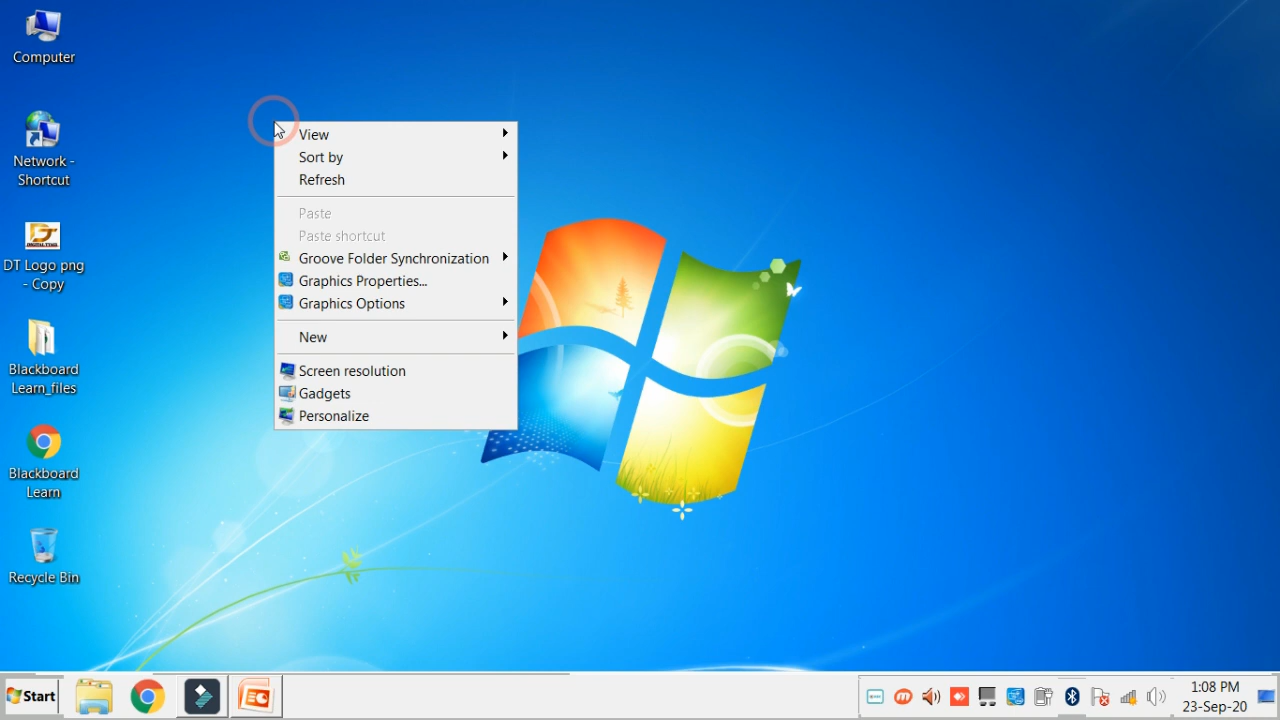 Computer
Network -
Shortcut
DT Logo png
- Copy
Blackboard
Learn_files
Blackboard
Learn
Recycle Bin
View
Sort by
Refresh
Paste
Paste shortcut
Groove Folder Synchronization
Graphics Properties...
Graphics Options
New
Screen resolution
Gadgets
Personalize
Start
1:08 PM
23-Sep-20